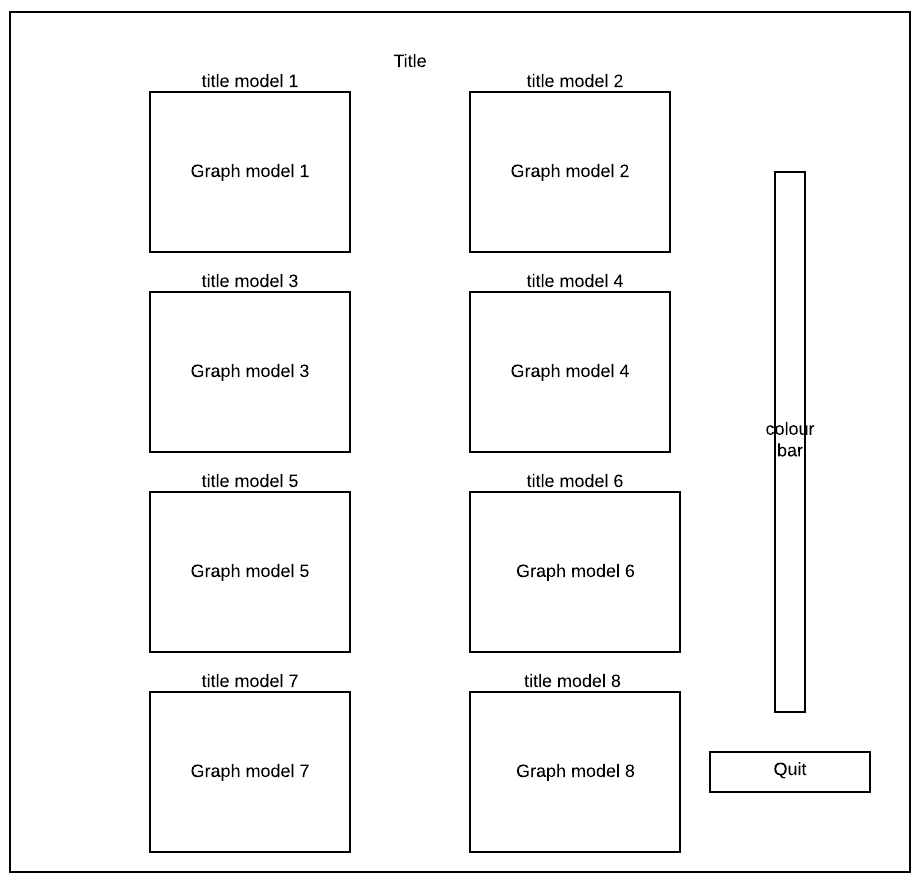 Title
title model 1
title model 2
Graph model 1
Graph model 2
title model 3
title model 4
Graph model 3
Graph model 4
colour
bar
title model 5
title model 6
Graph model 5
Graph model 6
title model 7
title model 8
Graph model 7
Graph model 8
Quit